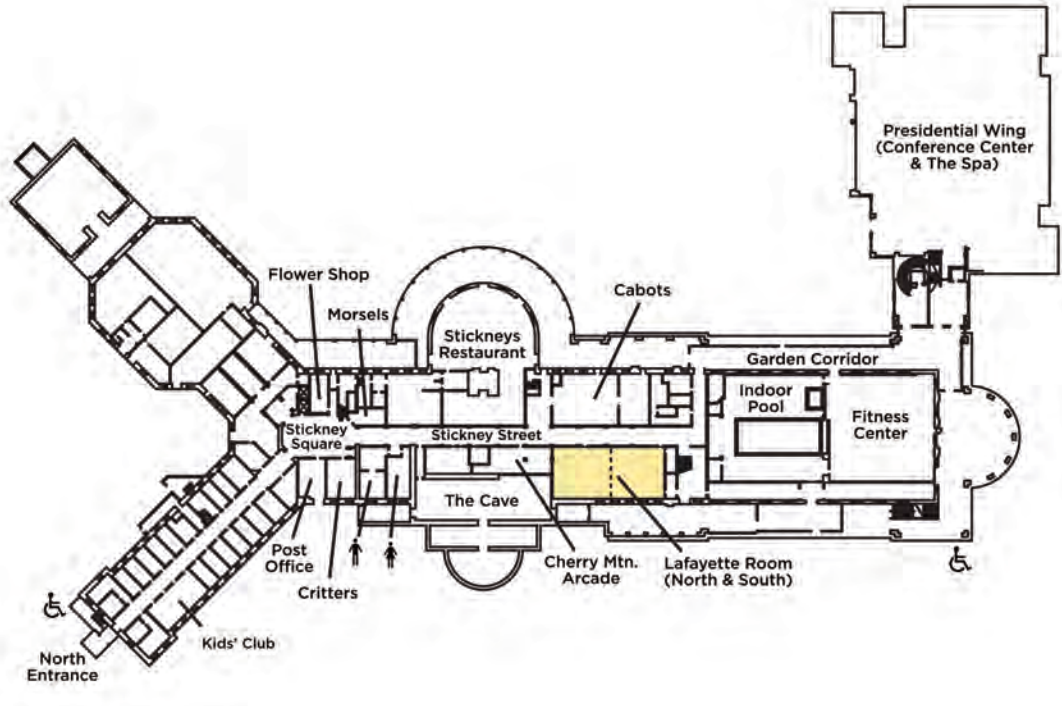 Presidential Wing
(Conference Center
& The Spa)
Flower Shop
Morsels
Stickneys
Restaurant
Cabots
Garden Corridor
Indoor
Pool
Fitness
Center
Stickney
Square
Stickney Street
The Cave
Post
Office
Critters
Cherry Mtn.
Arcade
Lafayette Room
(North & South)
Kids' Club
North
Entrance